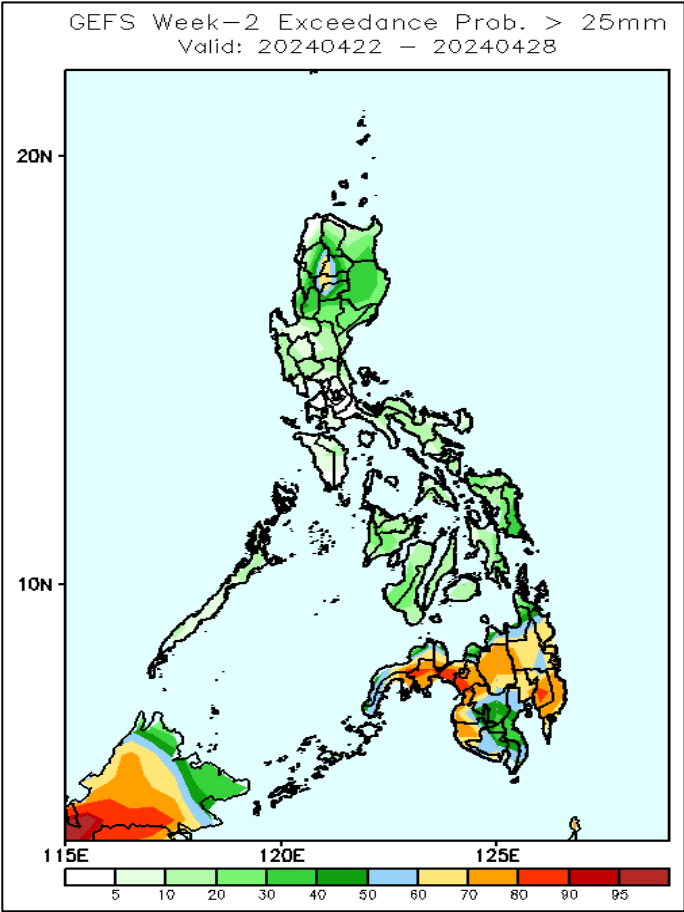 GEFS Week-2 Exceedance Prob. > 25mm
Valid: 20240422 - 20240428
20N
10N
115E 120E 125E
5 10 20 30 40 50 60 70 80 90 95